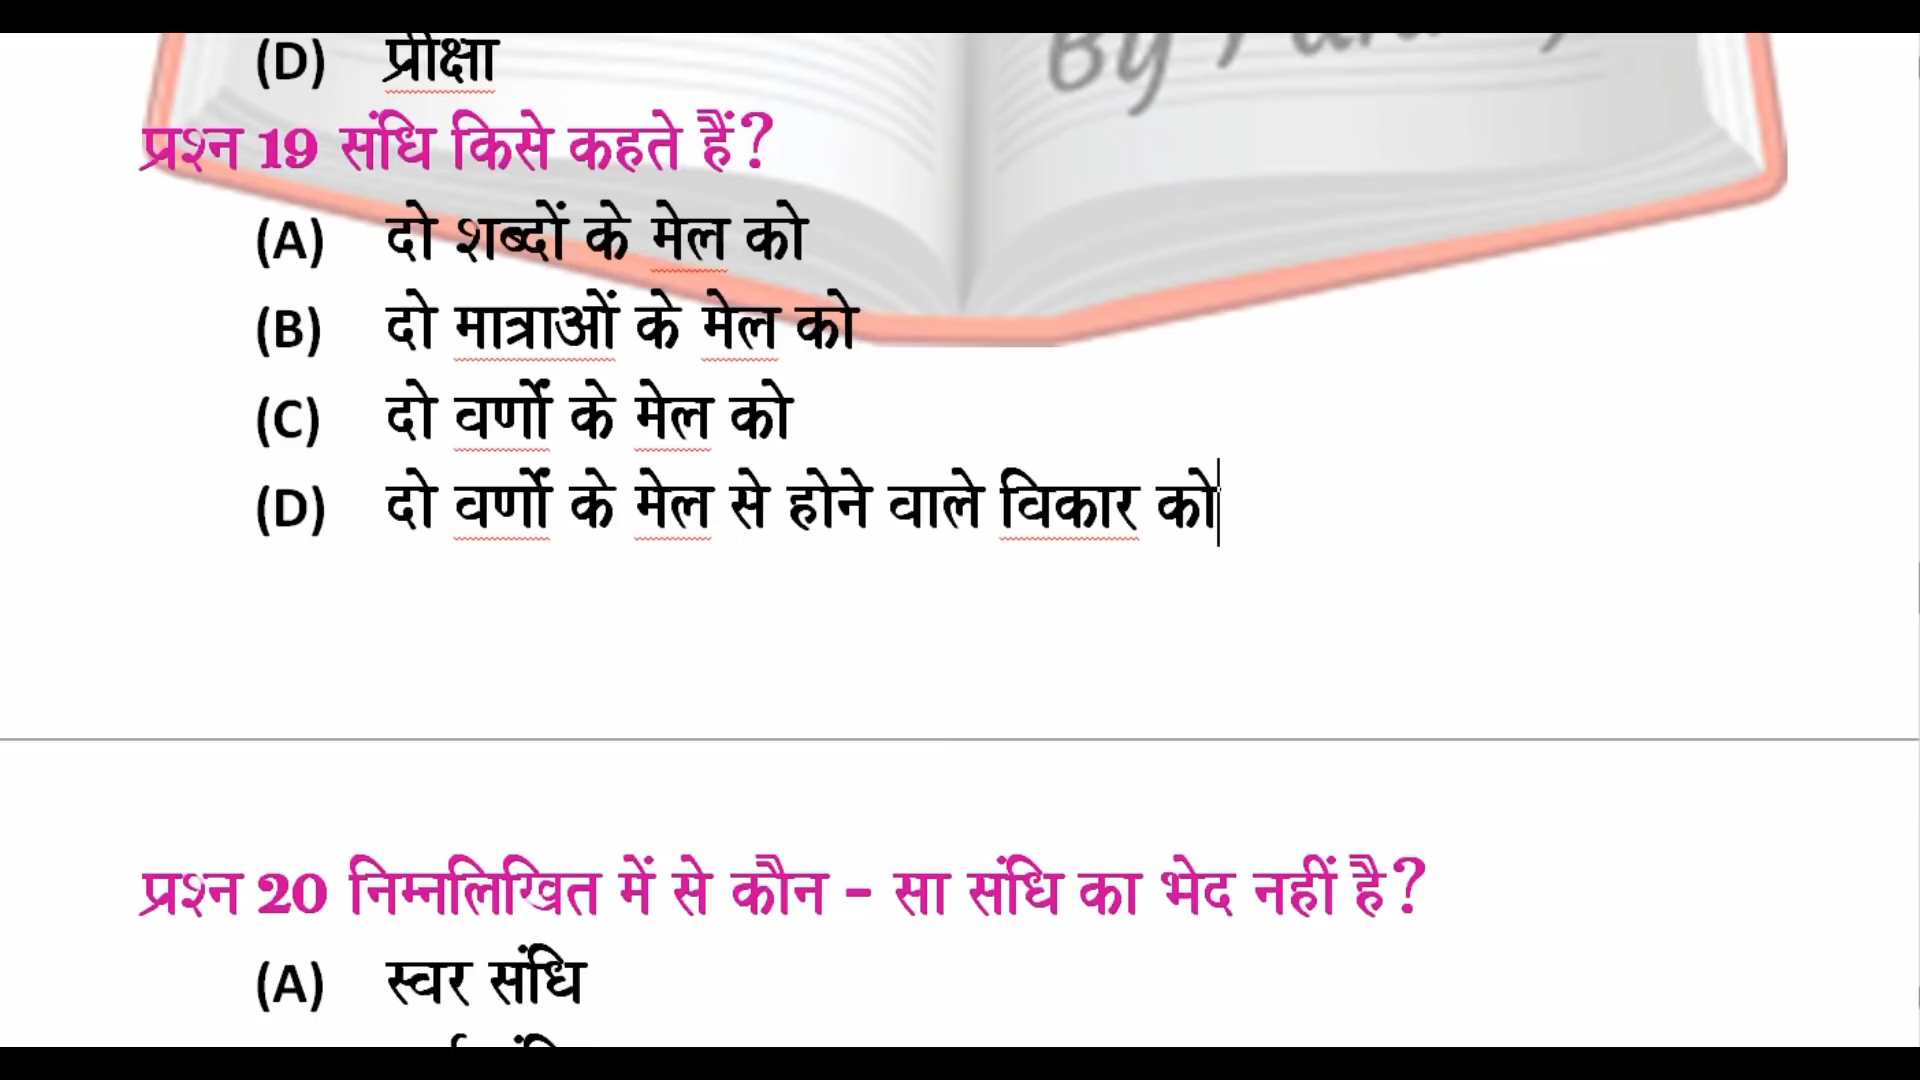 (D) प्रीक्षा
प्रश्न 19 संधि किसे कहते हैं?
(A) दो शब्दों के मेल को
(B) दो मात्राओं के मेल को
(C) दो वर्णों के मेल को
(D) दो वर्णों के मेल से होने वाले विकार को
प्रश्न 20 निम्नलिखित में से कौन - सा संधि का भेद नहीं है?
(A) स्वर संधि